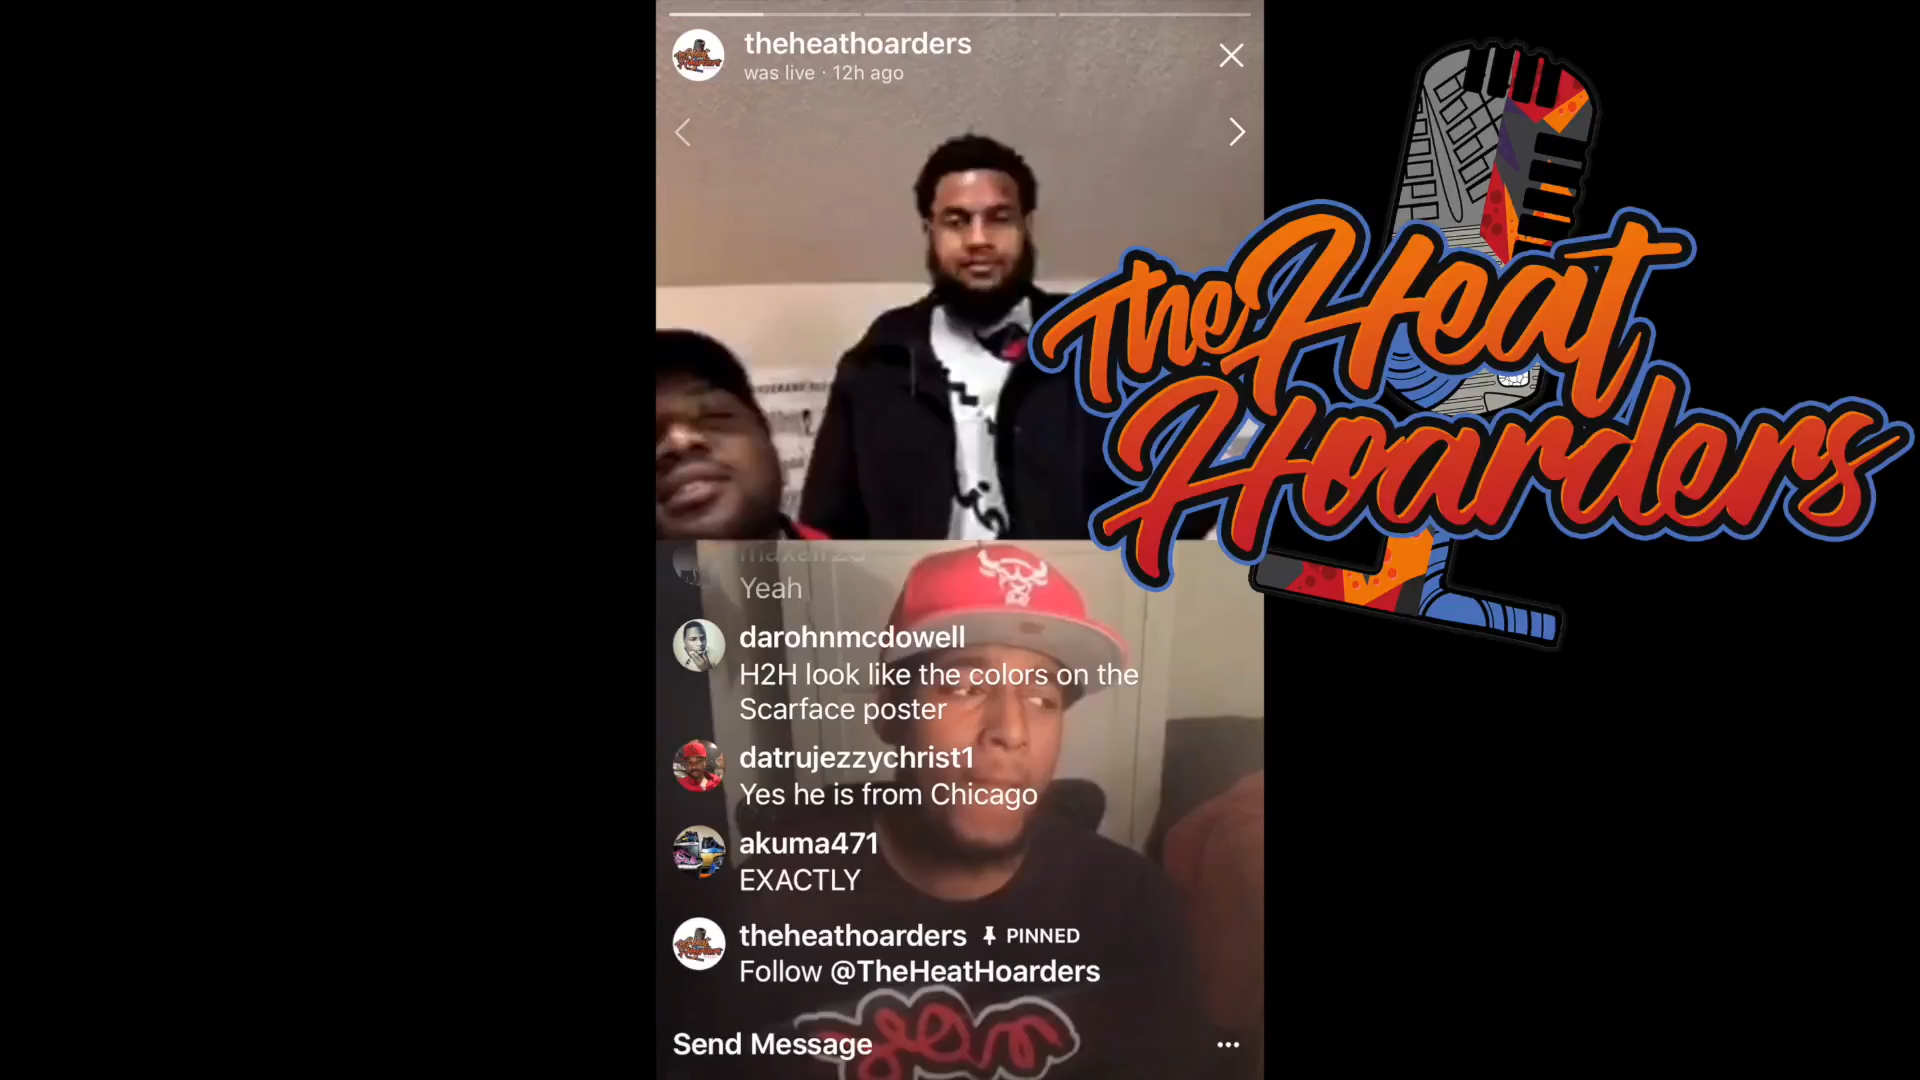 theheathoarders
was live · 12h ago
The Heat
Hoarders
maxair23
Yeah
darohnmcdowell
H2H look like the colors on the
Scarface poster
datrujezzychrist1
Yes he is from Chicago
akuma471
EXACTLY
theheathoarders PINNED
Follow @TheHeatHoarders
Send Message